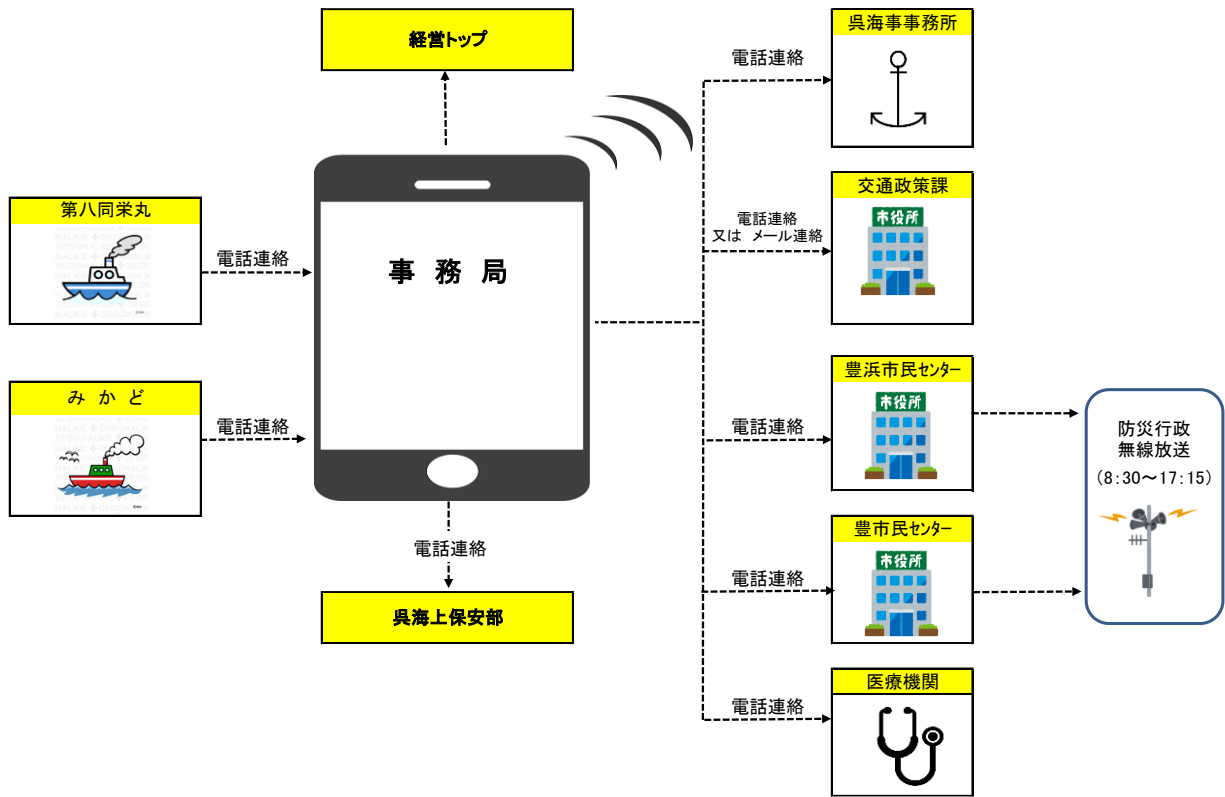 経営トップ
呉海事事務所
電話連絡
交通政策課
市役所
電話連絡
又は メール連絡
第八同栄丸
電話連絡
事 務 局
み か ど
電話連絡
豊浜市民センター
市役所
電話連絡
防災行政
無線放送
(8:30~17:15)
豊市民センター
市役所
電話連絡
電話連絡
呉海上保安部
医療機関
電話連絡